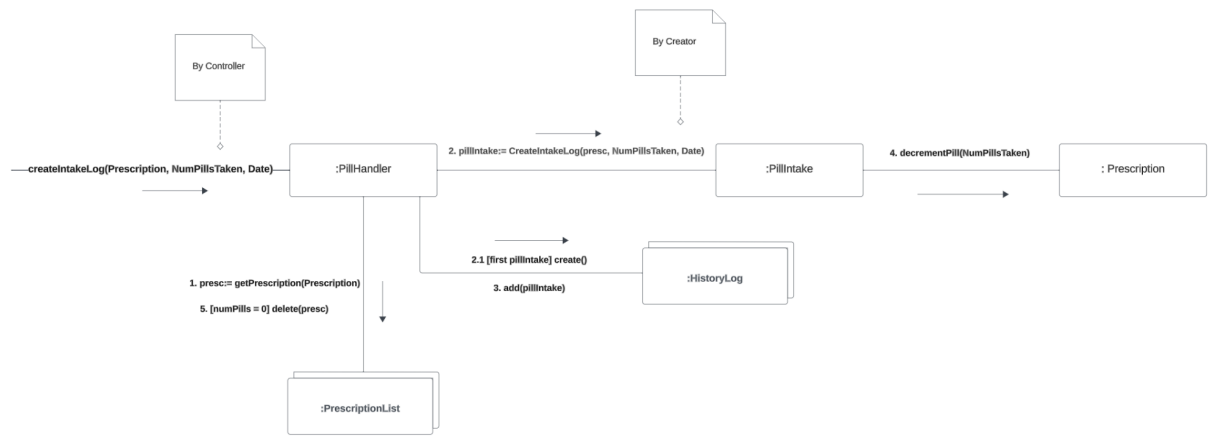 By Creator
By Controller
2. pillIntake:= CreateIntakeLog(presc, NumPillsTaken, Date)
4. decrementPill(NumPillsTaken)
createIntakeLog(Prescription, NumPillsTaken, Date)
:PillHandler
:PillIntake
: Prescription
2.1 [first pillIntake] create()
:HistoryLog
1. presc:= getPrescription(Prescription)
3. add(pillIntake)
5. [numPills = 0] delete(presc)
:PrescriptionList